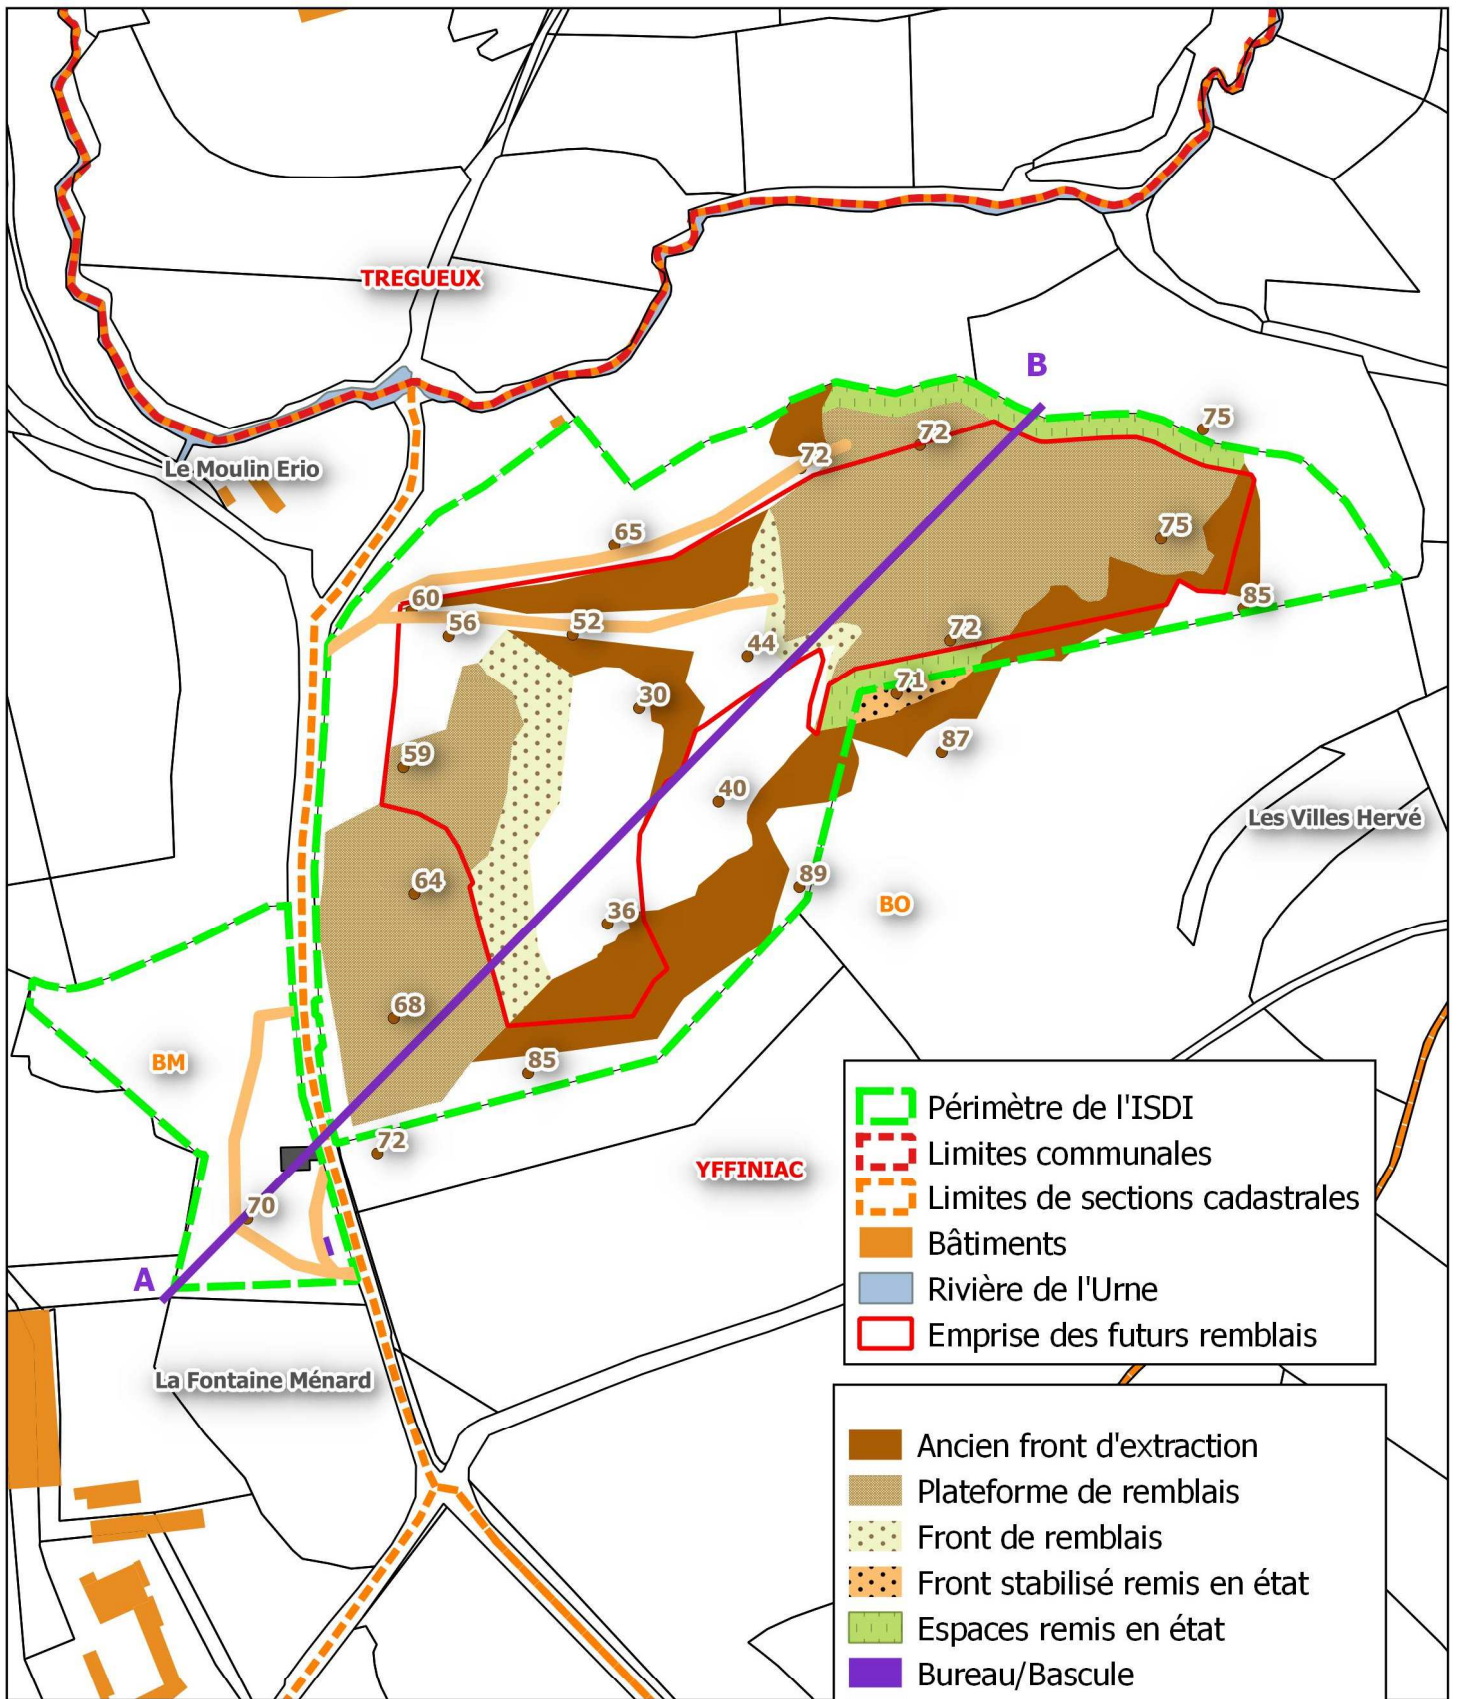 B
TREGUEUX
75
72
72
Le Moulin Erio
65
75
60
85
56
52
72
44
71
30
87
59
40
Les Villes Hervé
64
89
BO
36
68
BM
85
72
YFFINIAC
70
A
La Fontaine Ménard
Périmètre de l'ISDI
Limites communales
Limites de sections cadastrales
Bâtiments
Rivière de l'Urne
Emprise des futurs remblais
Ancien front d'extraction
Plateforme de remblais
Front de remblais
Front stabilisé remis en état
Espaces remis en état
Bureau/Bascule